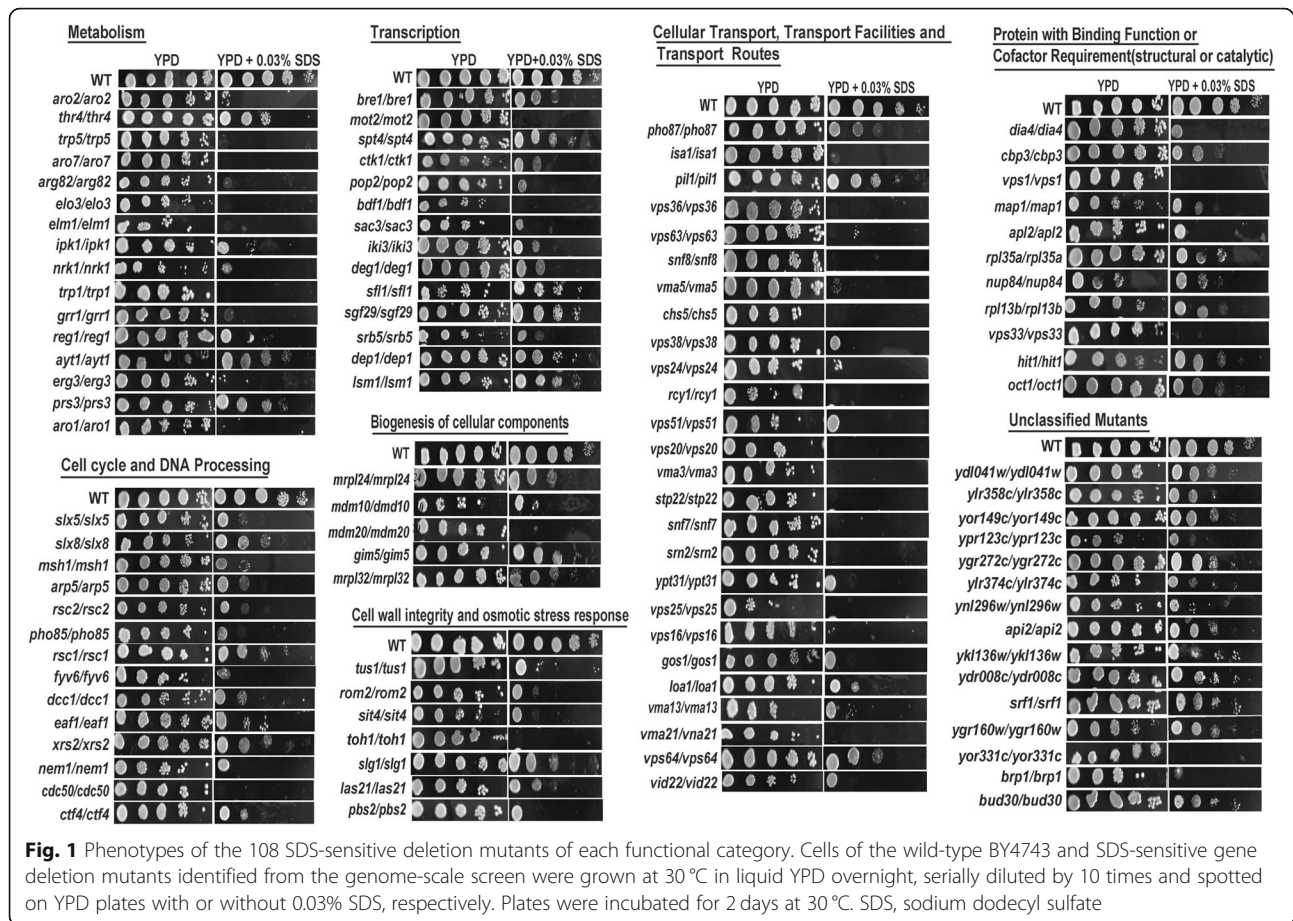 Metabolism
YPD YPD + 0.03% SDS
WT
aro2/aro2
thr4/thr4
trp5/trp5
aro7/aro7
arg82/arg82
elo3/elo3
elm1/elm1
ipk1/ipk1
nrk1/nrk1
trp1/trp1
grr1/grr1
reg1/reg1
ayt1/ayt1
erg3/erg3
prs3/prs3
aro1/aro1
Cell cycle and DNA Processing
WT
slx5/slx5
slx8/slx8
msh1/msh1
arp5/arp5
rsc2/rsc2
pho85/pho85
rsc1/rsc1
fyv6/fyv6
dcc1/dcc1
eaf1/eaf1
xrs2/xrs2
nem1/nem1
cdc50/cdc50
ctf4/ctf4
Transcription
YPD YPD+0.03% SDS
WT
bre1/bre1
mot2/mot2
spt4/spt4
ctk1/ctk1
pop2/pop2
bdf1/bdf1
sac3/sac3
iki3/iki3
deg1/deg1
sfl1/sfl1
sgf29/sgf29
srb5/srb5
dep1/dep1
lsm1/lsm1
Biogenesis of cellular components
WT
mrpl24/mrpl24
mdm10/dmd10
mdm20/mdm20
gim5/gim5
mrpl32/mrpl32
Cell wall integrity and osmotic stress response
WT
tus1/tus1
rom2/rom2
sit4/sit4
toh1/toh1
slg1/slg1
las21/las21
pbs2/pbs2
Cellular Transport, Transport Facilities and
Transport Routes
YPD YPD + 0.03% SDS
WT
pho87/pho87
isa1/isa1
pil1/pil1
vps36/vps36
vps63/vps63
snf8/snf8
vma5/vma5
chs5/chs5
vps38/vps38
vps24/vps24
rcy1/rcy1
vps51/vps51
vps20/vps20
vma3/vma3
stp22/stp22
snf7/snf7
srn2/srn2
ypt31/ypt31
vps25/vps25
vps16/vps16
gos1/gos1
loa1/loa1
vma13/vma13
vma21/vna21
vps64/vps64
vid22/vid22
Protein with Binding Function or
Cofactor Requirement(structural or catalytic)
YPD YPD + 0.03% SDS
WT
dia4/dia4
cbp3/cbp3
vps1/vps1
map1/map1
apl2/apl2
rpl35a/rpl35a
nup84/nup84
rpl13b/rpl13b
vps33/vps33
hit1/hit1
oct1/oct1
Unclassified Mutants
WT
ydl041w/ydl041w
ylr358c/ylr358c
yor149c/yor149c
ypr123c/ypr123c
ygr272c/ygr272c
ylr374c/ylr374c
ynl296w/ynl296w
api2/api2
ykl136w/ykl136w
ydr008c/ydr008c
srf1/srf1
ygr160w/ygr160w
yor331c/yor331c
brp1/brp1
bud30/bud30
Fig. 1 Phenotypes of the 108 SDS-sensitive deletion mutants of each functional category. Cells of the wild-type BY4743 and SDS-sensitive gene
deletion mutants identified from the genome-scale screen were grown at 30 °C in liquid YPD overnight, serially diluted by 10 times and spotted
on YPD plates with or without 0.03% SDS, respectively. Plates were incubated for 2 days at 30 °C. SDS, sodium dodecyl sulfate